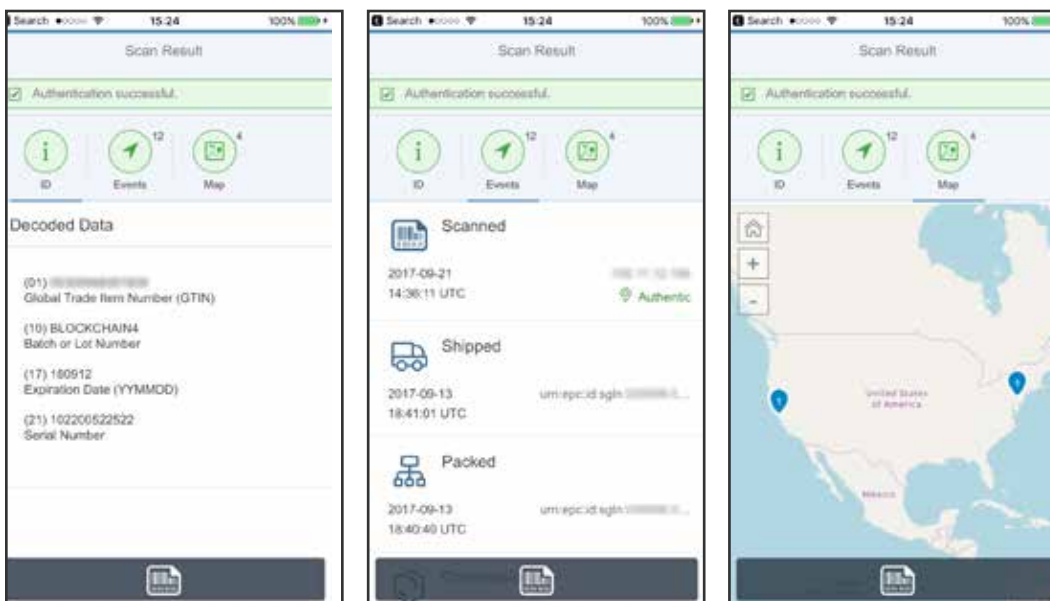 Search 15:24 100%
Scan Result
Authentication successful.
12 4
ID Events Map
Decoded Data
(01)
Global Trade Item Number (GTIN)
(10) BLOCKCHAIN4
Batch or Lot Number
(17) 180912
Expiration Date (YYMMDD)
(21) 102200522522
Serial Number
Search 15:24 100%
Scan Result
Authentication successful.
12 4
ID Events Map
Scanned
2017-09-21
14:36:11 UTC Authentic
Shipped
2017-09-13 urn:epc:id:sgln:
18:41:01 UTC
Packed
2017-09-13 urn:epc:id:sgln:
18:40:40 UTC
Search 15:24 100%
Scan Result
Authentication successful.
12 4
ID Events Map
+
-
United States
of America
Mexico